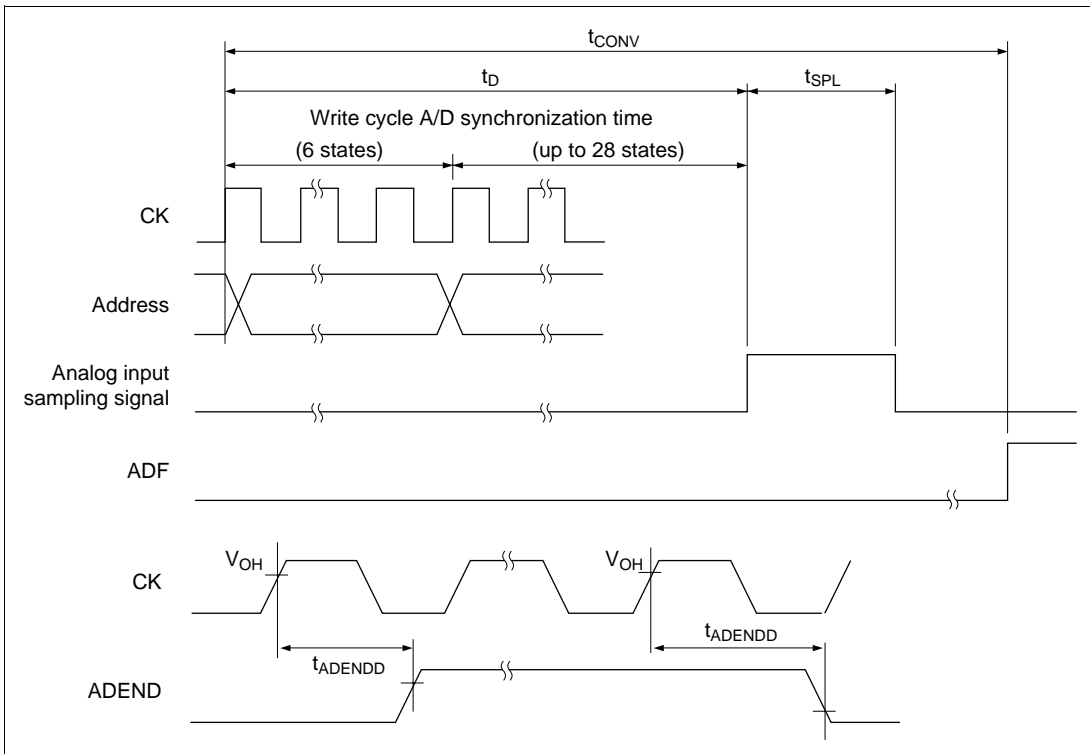 tCONV
tD tSPL
Write cycle A/D synchronization time
(6 states) (up to 28 states)
CK
Address
Analog input
sampling signal
ADF
VOH VOH
CK
tADENDD tADENDD
ADEND